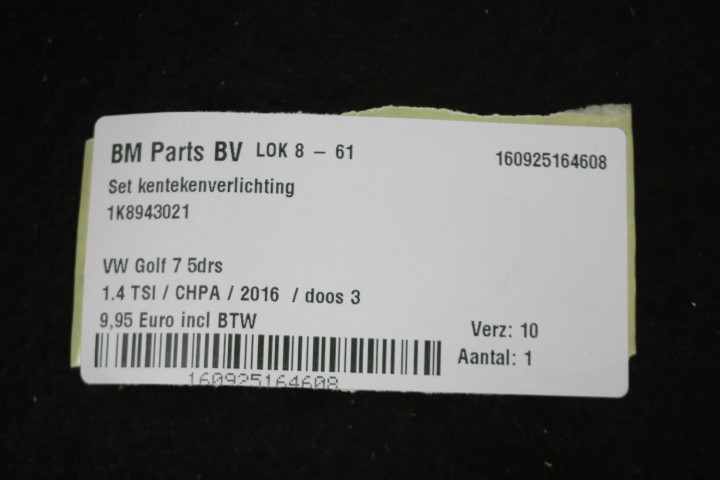 BM Parts BV LOK 8 – 61 160925164608
Set kentekenverlichting
1K8943021
VW Golf 7 5drs
1.4 TSI / CHPA / 2016 / doos 3
9,95 Euro incl BTW
Verz: 10
Aantal: 1
160925164608